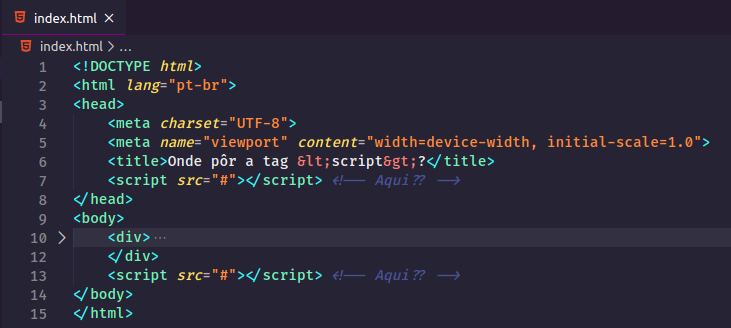 index.html ×
index.html > ...
1 <!DOCTYPE html>
2 <html lang="pt-br">
3 <head>
4 <meta charset="UTF-8">
5 <meta name="viewport" content="width=device-width, initial-scale=1.0">
6 <title>Onde pôr a tag &lt;script&gt;?</title>
7 <script src="#"></script> <!-- Aqui?? -->
8 </head>
9 <body>
10 > <div> ...
12 </div>
13 <script src="#"></script> <!-- Aqui?? -->
14 </body>
15 </html>